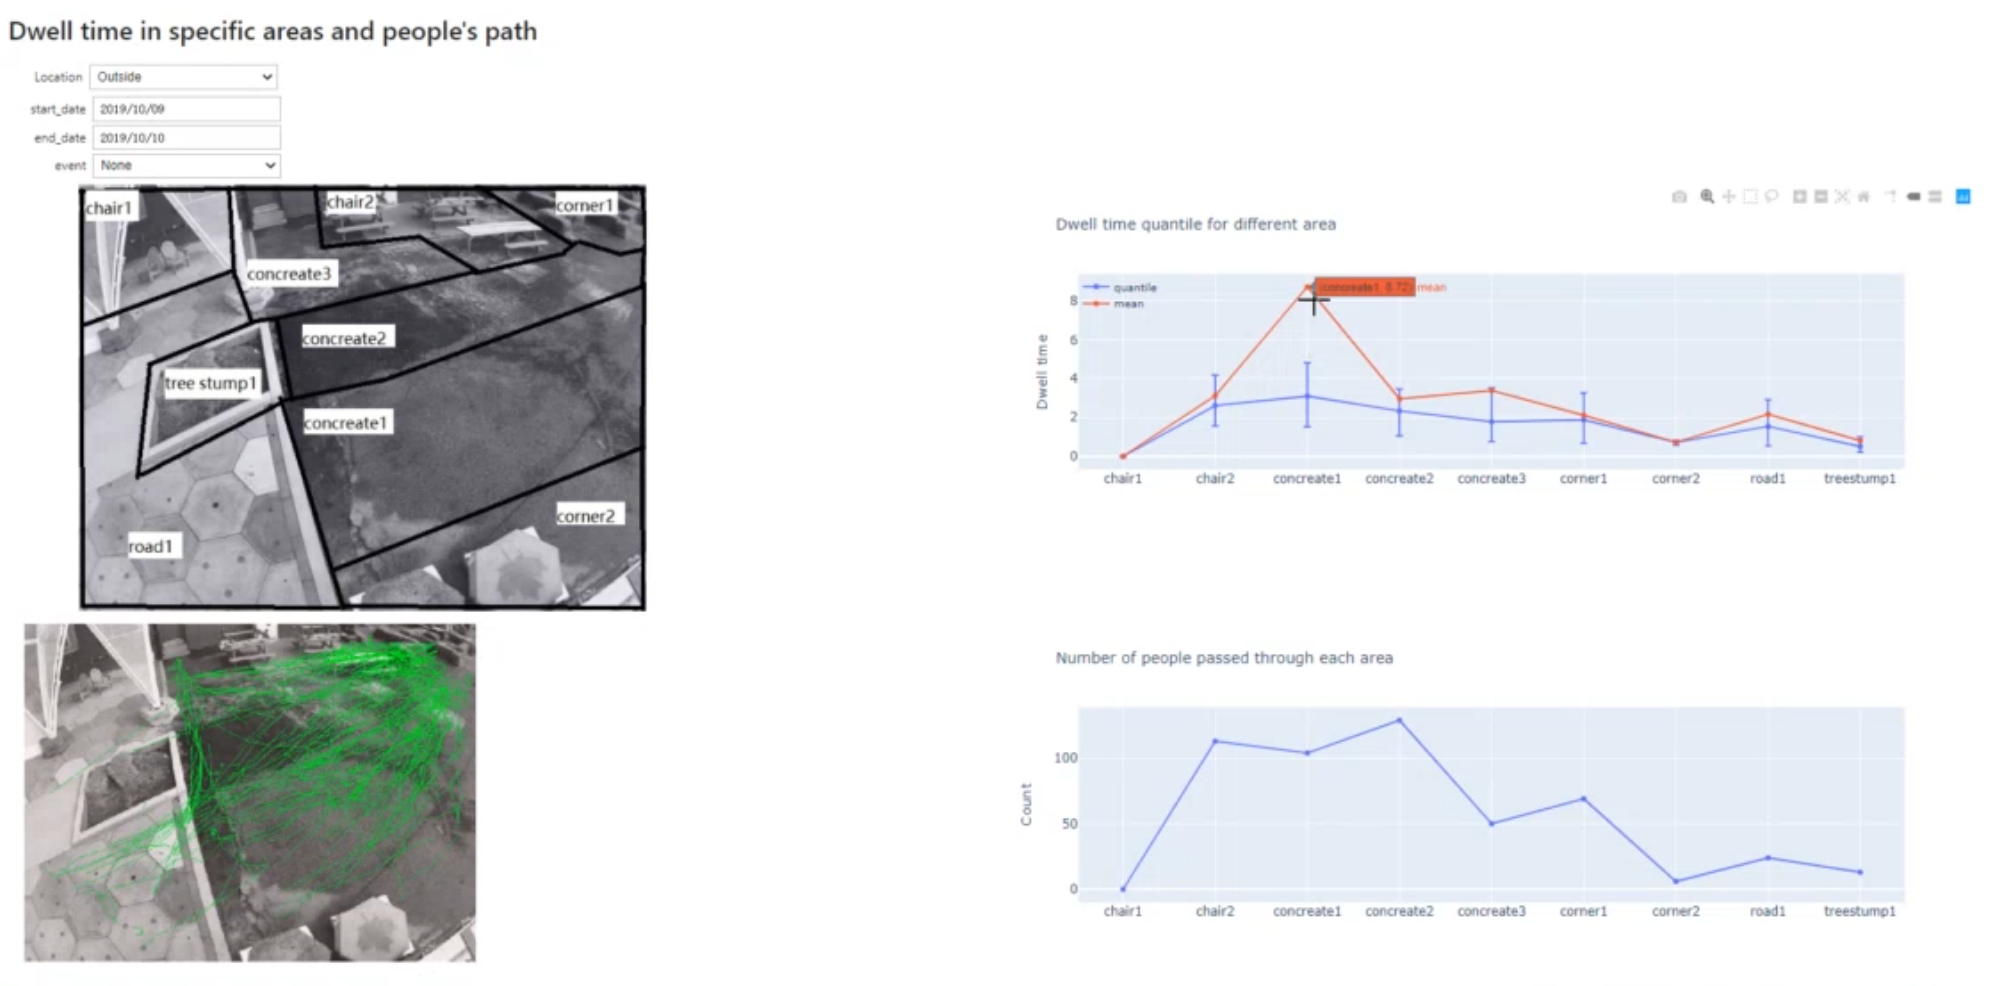 Dwell time in specific areas and people's path
Location Outside
start_date 2019/10/09
end_date 2019/10/10
event None
chair1
chair2
corner1
concreate3
concreate2
tree stump1
concreate1
corner2
road1
Dwell time quantile for different area
quantile
mean
(concreate1, 8.72) mean
Dwell time
8
6
4
2
0
chair1 chair2 concreate1 concreate2 concreate3 corner1 corner2 road1 treestump1
Number of people passed through each area
Count
100
50
0
chair1 chair2 concreate1 concreate2 concreate3 corner1 corner2 road1 treestump1